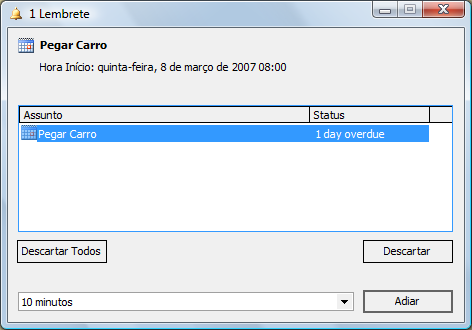 1 Lembrete
Pegar Carro
Hora Início: quinta-feira, 8 de março de 2007 08:00
Assunto Status
Pegar Carro 1 day overdue
Descartar Todos Descartar
10 minutos Adiar